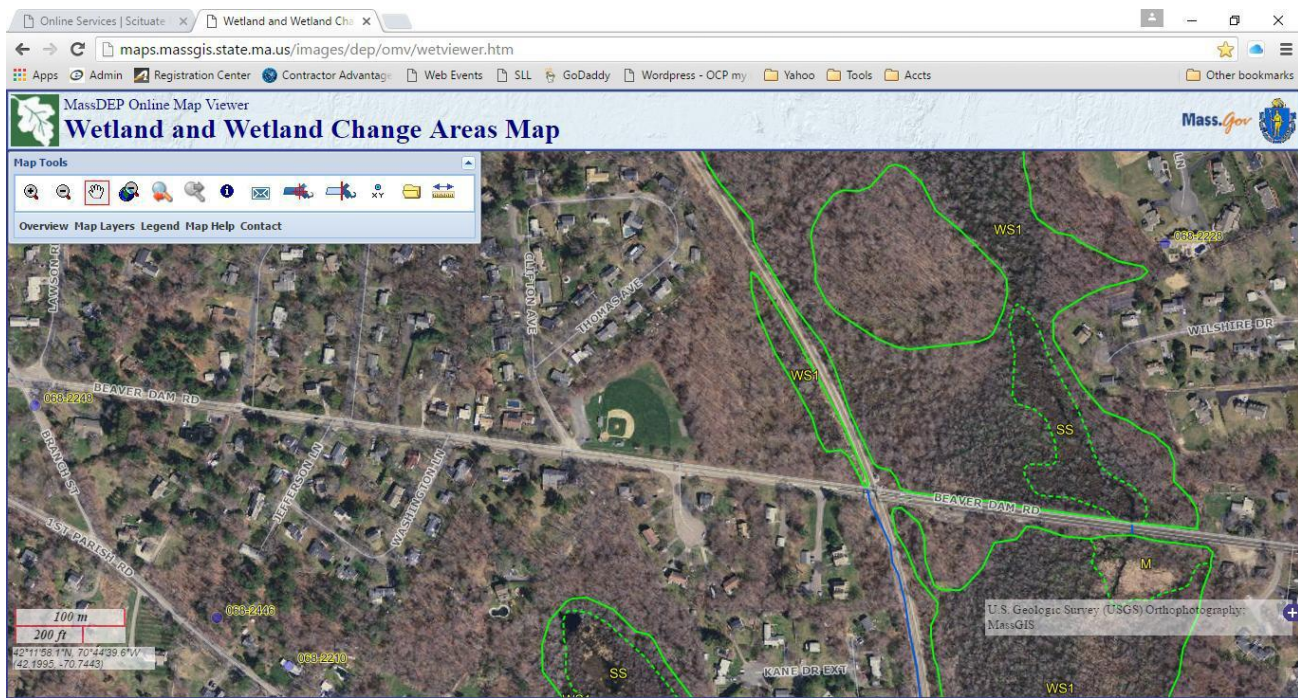 Online Services | Scituate
Wetland and Wetland Cha
maps.massgis.state.ma.us/images/dep/omv/wetviewer.htm
Apps Admin Registration Center Contractor Advantage Web Events SLL GoDaddy Wordpress - OCP my Yahoo Tools Accts Other bookmarks
MassDEP Online Map Viewer
Wetland and Wetland Change Areas Map
Mass.Gov
Map Tools
XY
Overview Map Layers Legend Map Help Contact
LAWSON R
CLIFTON AVE
THOMAS AVE
LN
WS1
068-2228
WILSHIRE DR
WS1
BEAVER DAM RD
068-2248
SS
BRANCH ST
JEFFERSON LN
WASHINGTON LN
BEAVER DAM RD
1ST PARISH RD
M
068-2446
100 m
200 ft
U.S. Geologic Survey (USGS) Orthophotography:
MassGIS
42°11'58.1"N, 70°44'39.6"W
(42.1995, -70.7443)
068-2210
SS
KANE DR EXT
WS1
WS1